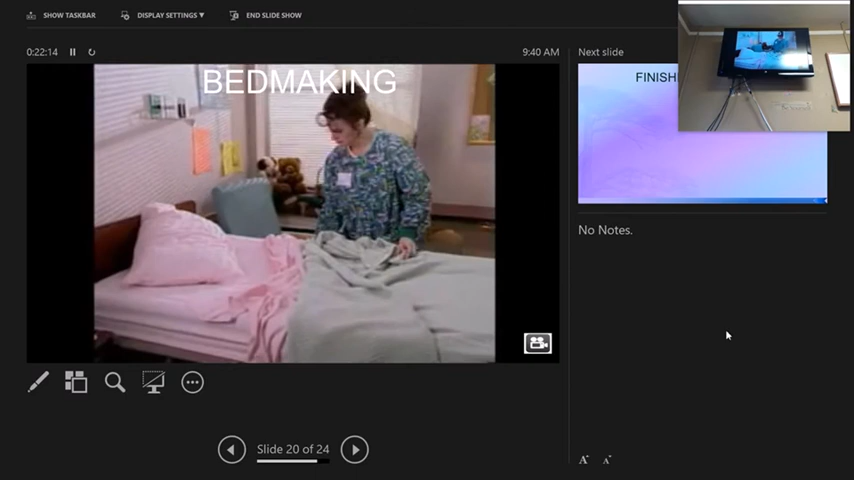 SHOW TASKBAR
DISPLAY SETTINGS ▼
END SLIDE SHOW
0:22:14
9:40 AM
Next slide
BEDMAKING
No Notes.
Slide 20 of 24
A
A